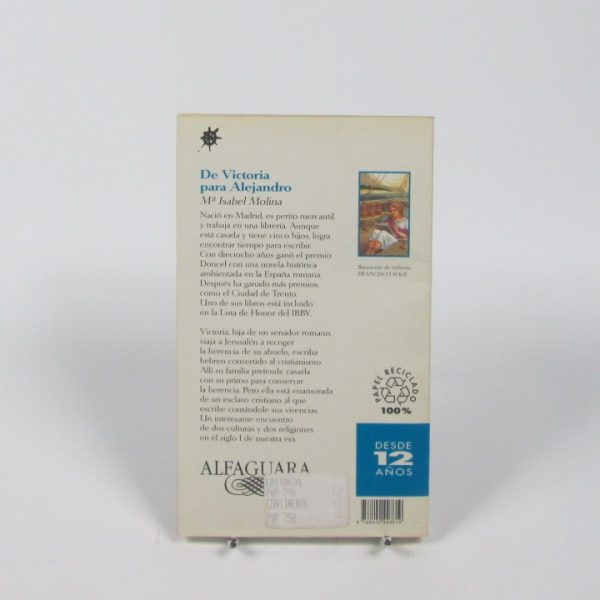 De Victoria
para Alejandro
Mª Isabel Molina
Nació en Madrid, es perito mercantil
y trabaja en una librería. Aunque
está casada y tiene cinco hijos, logra
encontrar tiempo para escribir.
Con dieciocho años ganó el premio
Doncel con una novela histórica
ambientada en la España romana.
Después ha ganado más premios,
como el Ciudad de Trento.
Uno de sus libros está incluido
en la Lista de Honor del IBBY.
Victoria, hija de un senador romano,
viaja a Jerusalén a recoger
la herencia de su abuelo, escriba
hebreo convertido al cristianismo.
Allí su familia pretende casarla
con su primo para conservar
la herencia. Pero ella está enamorada
de un esclavo cristiano al que
escribe contándole sus vivencias.
Un interesante encuentro
de dos culturas y dos religiones
en el siglo I de nuestra era.
ALFAGUARA
Ilustración de cubierta
FRANCISCO SOLÉ
PAPEL RECICLADO
100%
DESDE
12
AÑOS
EDITORIAL
PVP 790
CONTINENTE
PVP 750